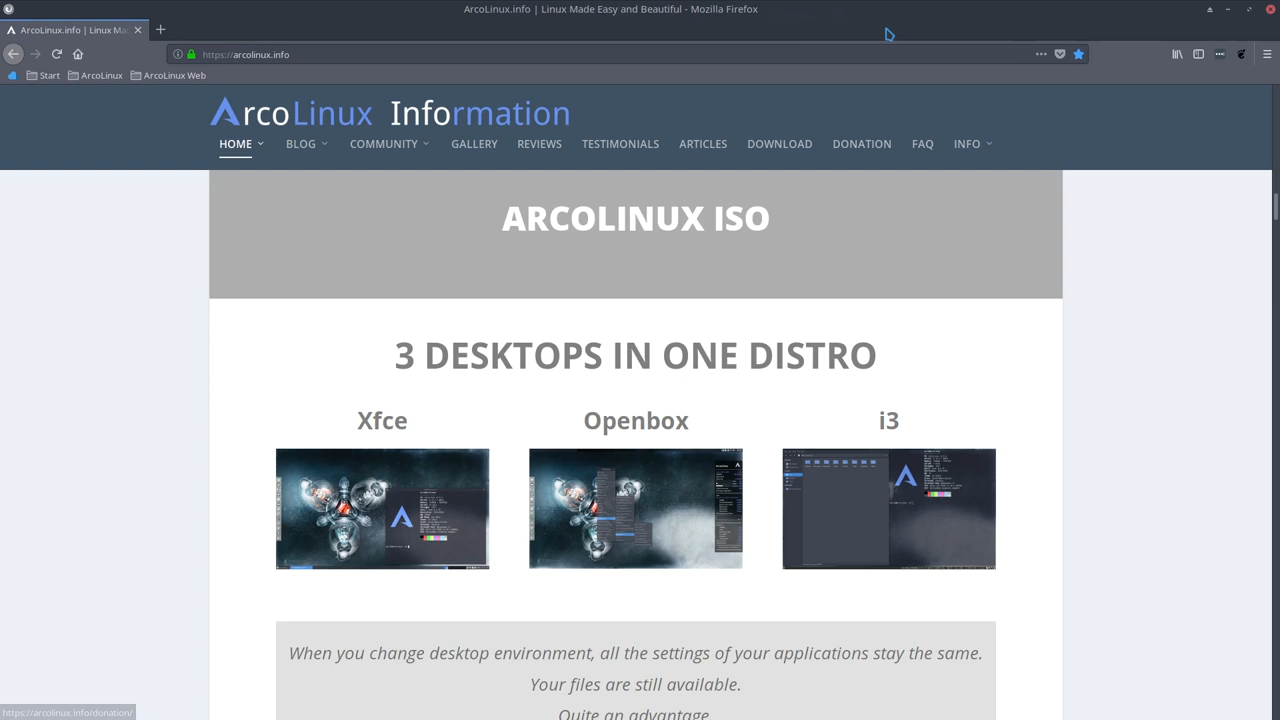 ArcoLinux.info | Linux Made Easy and Beautiful - Mozilla Firefox
ArcoLinux.info | Linux Ma
https://arcolinux.info
Start
ArcoLinux
ArcoLinux Web
ArcoLinux Information
HOME BLOG COMMUNITY GALLERY REVIEWS TESTIMONIALS ARTICLES DOWNLOAD DONATION FAQ INFO
ARCOLINUX ISO
3 DESKTOPS IN ONE DISTRO
Xfce
Openbox
i3
When you change desktop environment, all the settings of your applications stay the same.
Your files are still available.
Quite an advantage.
https://arcolinux.info/donation/